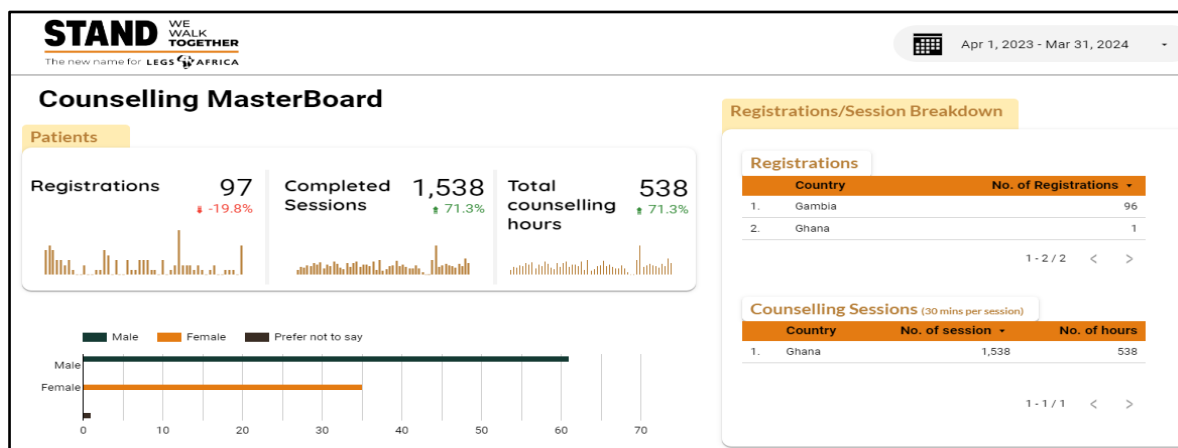 STAND WE WALK TOGETHER
The new name for LEGS AFRICA
Apr 1, 2023 - Mar 31, 2024
Counselling MasterBoard
Patients
Registrations 97
-19.8%
Completed Sessions 1,538
71.3%
Total counselling hours 538
71.3%
Male Female Prefer not to say
Male
Female
0 10 20 30 40 50 60 70
Registrations/Session Breakdown
Registrations
Country No. of Registrations
1. Gambia 96
2. Ghana 1
1 - 2 / 2 < >
Counselling Sessions (30 mins per session)
Country No. of session No. of hours
1. Ghana 1,538 538
1 - 1 / 1 < >